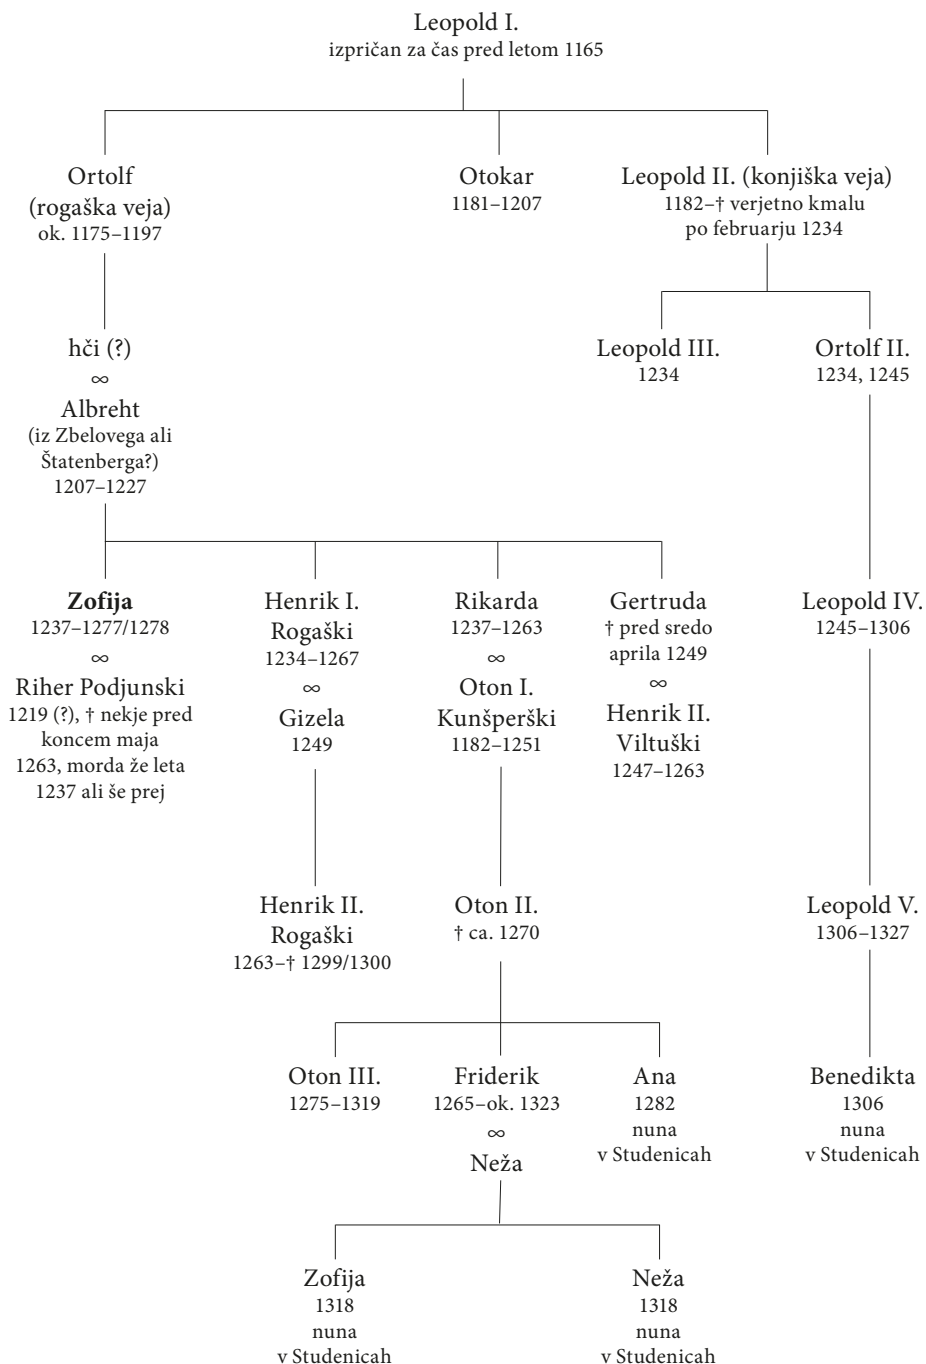 Leopold I.
izpričan za čas pred letom 1165
Ortolf
(rogaška veja)
ok. 1175–1197
Otokar
1181–1207
Leopold II. (konjiška veja)
1182–† verjetno kmalu
po februarju 1234
hči (?)
∞
Albreht
(iz Zbelovega ali
Štatenberga?)
1207–1227
Leopold III.
1234
Ortolf II.
1234, 1245
Zofija
1237–1277/1278
∞
Riher Podjunski
1219 (?), † nekje pred
koncem maja
1263, morda že leta
1237 ali še prej
Henrik I.
Rogaški
1234–1267
∞
Gizela
1249
Rikarda
1237–1263
∞
Oton I.
Kunšperški
1182–1251
Gertruda
† pred sredo
aprila 1249
∞
Henrik II.
Viltuški
1247–1263
Leopold IV.
1245–1306
Henrik II.
Rogaški
1263–† 1299/1300
Oton II.
† ca. 1270
Leopold V.
1306–1327
Oton III.
1275–1319
Friderik
1265–ok. 1323
∞
Neža
Ana
1282
nuna
v Studenicah
Benedikta
1306
nuna
v Studenicah
Zofija
1318
nuna
v Studenicah
Neža
1318
nuna
v Studenicah